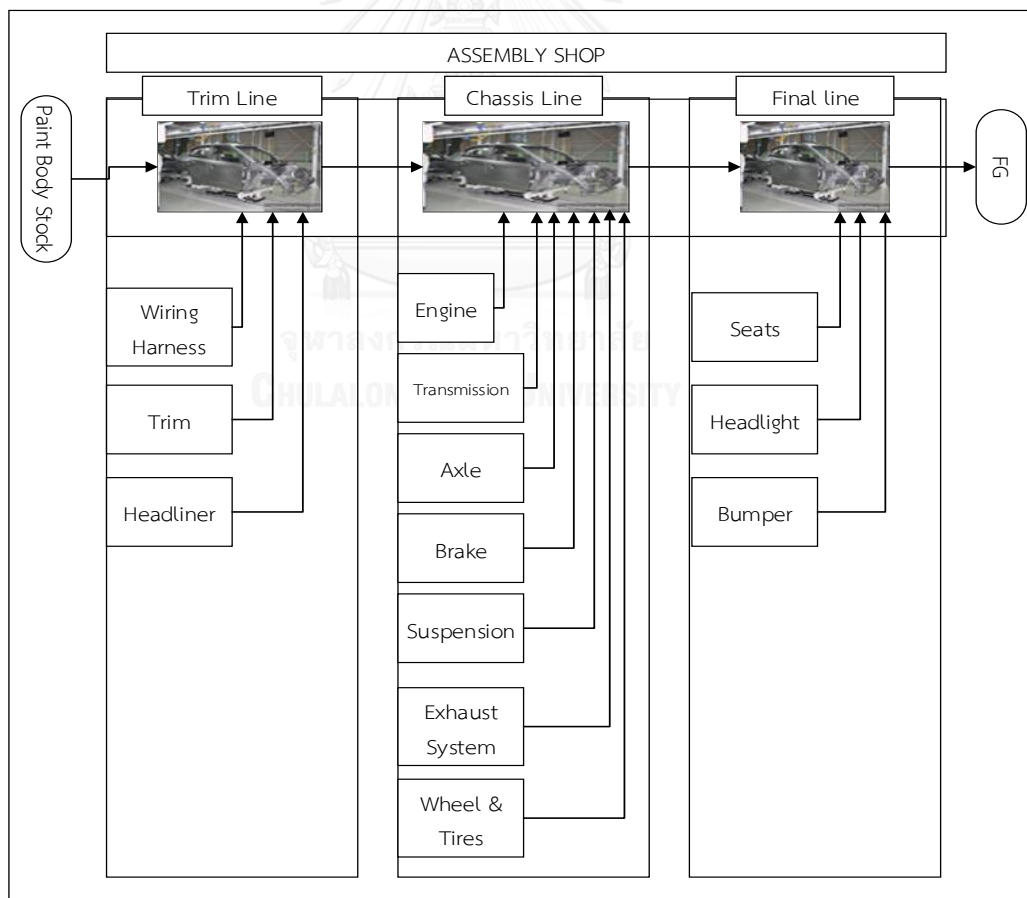 ASSEMBLY SHOP
Trim Line
Chassis Line
Final line
Paint Body Stock
FG
Wiring
Harness
Trim
Headliner
Engine
Transmission
Axle
Brake
Suspension
Exhaust
System
Wheel &
Tires
Seats
Headlight
Bumper